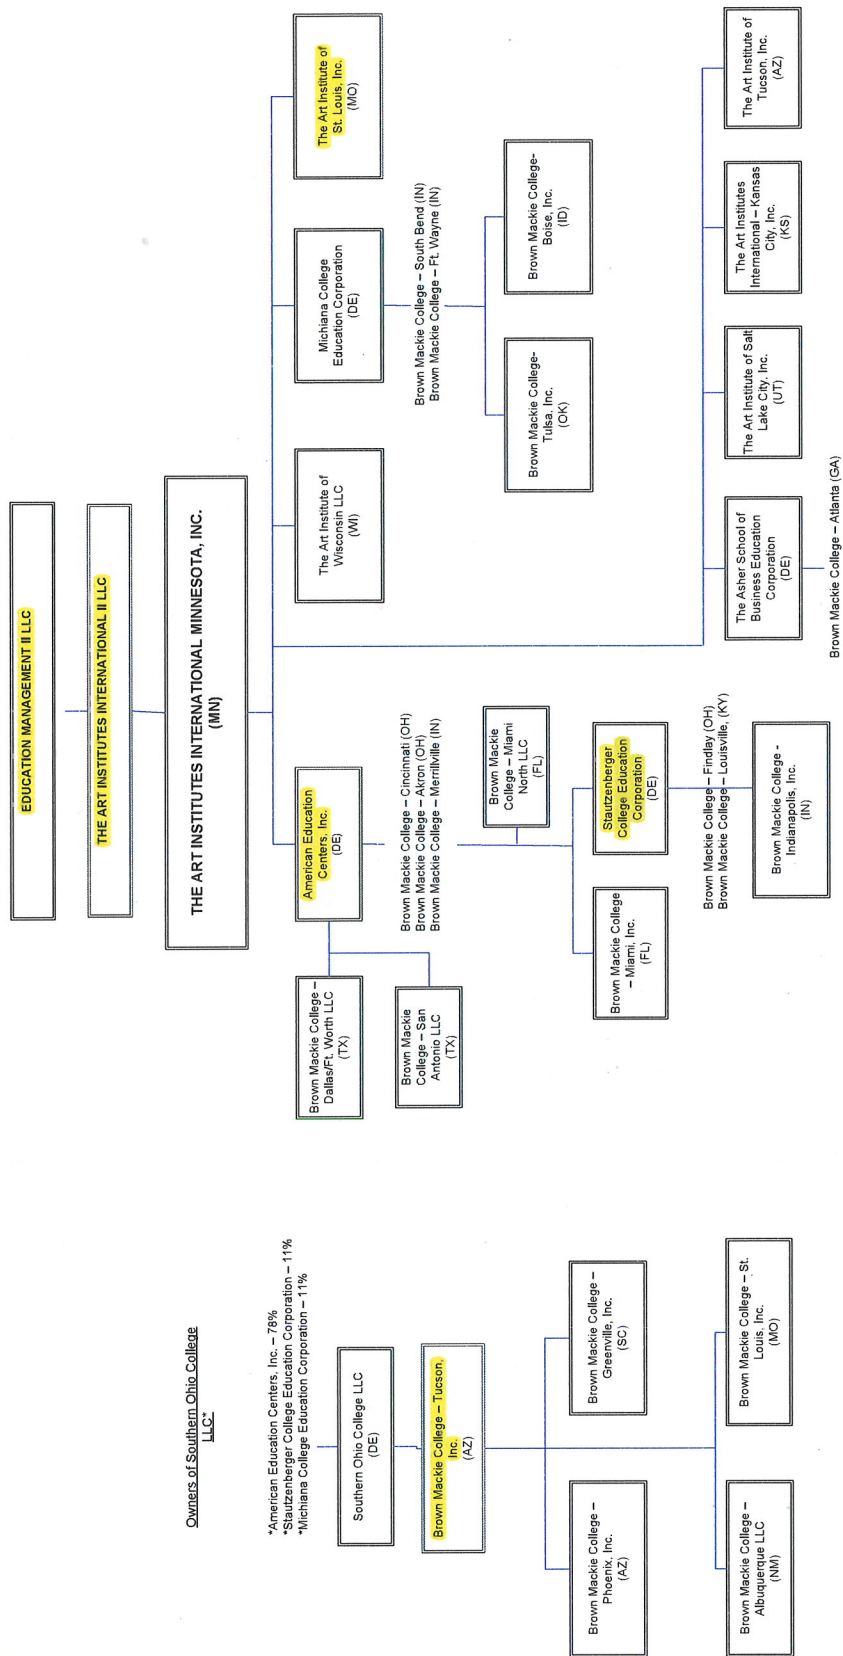 EDUCATION MANAGEMENT II LLC
THE ART INSTITUTES INTERNATIONAL II LLC
THE ART INSTITUTES INTERNATIONAL MINNESOTA, INC.
(MN)
American Education
Centers, Inc.
(DE)
The Art Institute of
Wisconsin LLC
(WI)
Michiana College
Education Corporation
(DE)
The Art Institute of
St. Louis, Inc.
(MO)
Brown Mackie College –
Dallas/Ft. Worth LLC
(TX)
Brown Mackie
College – San
Antonio LLC
(TX)
Brown Mackie College – Cincinnati (OH)
Brown Mackie College – Akron (OH)
Brown Mackie College – Merrillville (IN)
Brown Mackie
College – Miami
North LLC
(FL)
Brown Mackie College
– Miami, Inc.
(FL)
Stautzenberger
College Education
Corporation
(DE)
Brown Mackie College – Findlay (OH)
Brown Mackie College – Louisville, (KY)
Brown Mackie College -
Indianapolis, Inc.
(IN)
Brown Mackie College – South Bend (IN)
Brown Mackie College – Ft. Wayne (IN)
Brown Mackie College-
Tulsa, Inc.
(OK)
Brown Mackie College-
Boise, Inc.
(ID)
The Asher School of
Business Education
Corporation
(DE)
Brown Mackie College – Atlanta (GA)
The Art Institute of Salt
Lake City, Inc.
(UT)
The Art Institutes
International – Kansas
City, Inc.
(KS)
The Art Institute of
Tucson, Inc.
(AZ)
Owners of Southern Ohio College
LLC*
*American Education Centers, Inc. – 78%
*Stautzenberger College Education Corporation – 11%
*Michiana College Education Corporation – 11%
Southern Ohio College LLC
(DE)
Brown Mackie College – Tucson,
Inc.
(AZ)
Brown Mackie College –
Phoenix, Inc.
(AZ)
Brown Mackie College –
Greenville, Inc.
(SC)
Brown Mackie College –
Albuquerque LLC
(NM)
Brown Mackie College – St.
Louis, Inc.
(MO)